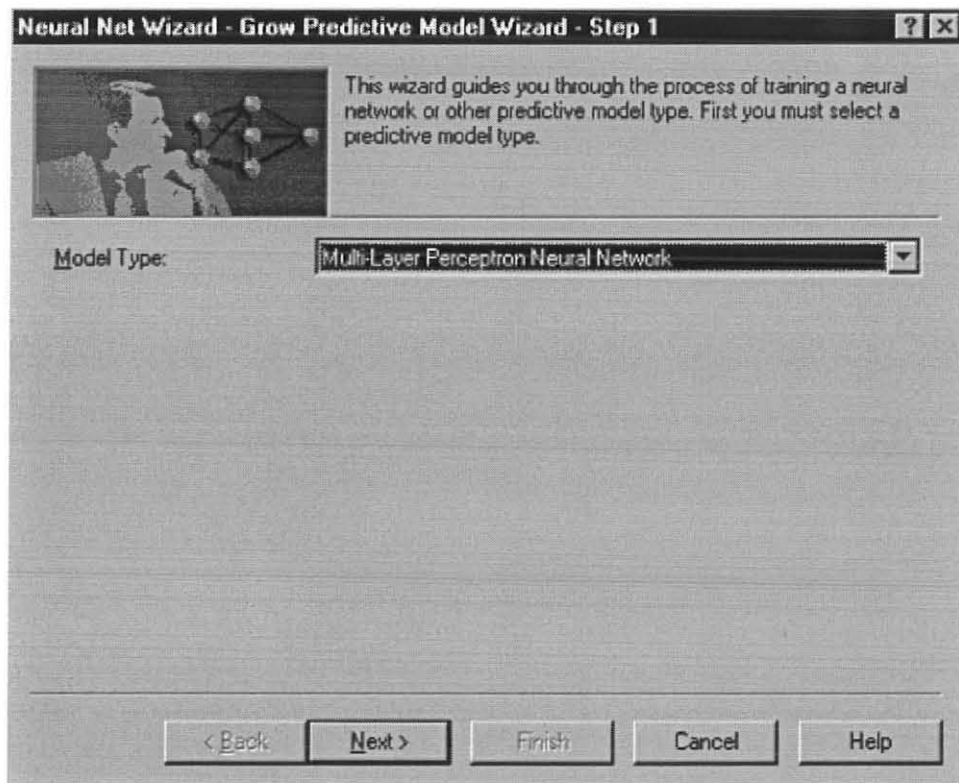 Neural Net Wizard - Grow Predictive Model Wizard - Step 1
This wizard guides you through the process of training a neural
network or other predictive model type. First you must select a
predictive model type.
Model Type: Multi-Layer Perceptron Neural Network
< Back Next > Finish Cancel Help